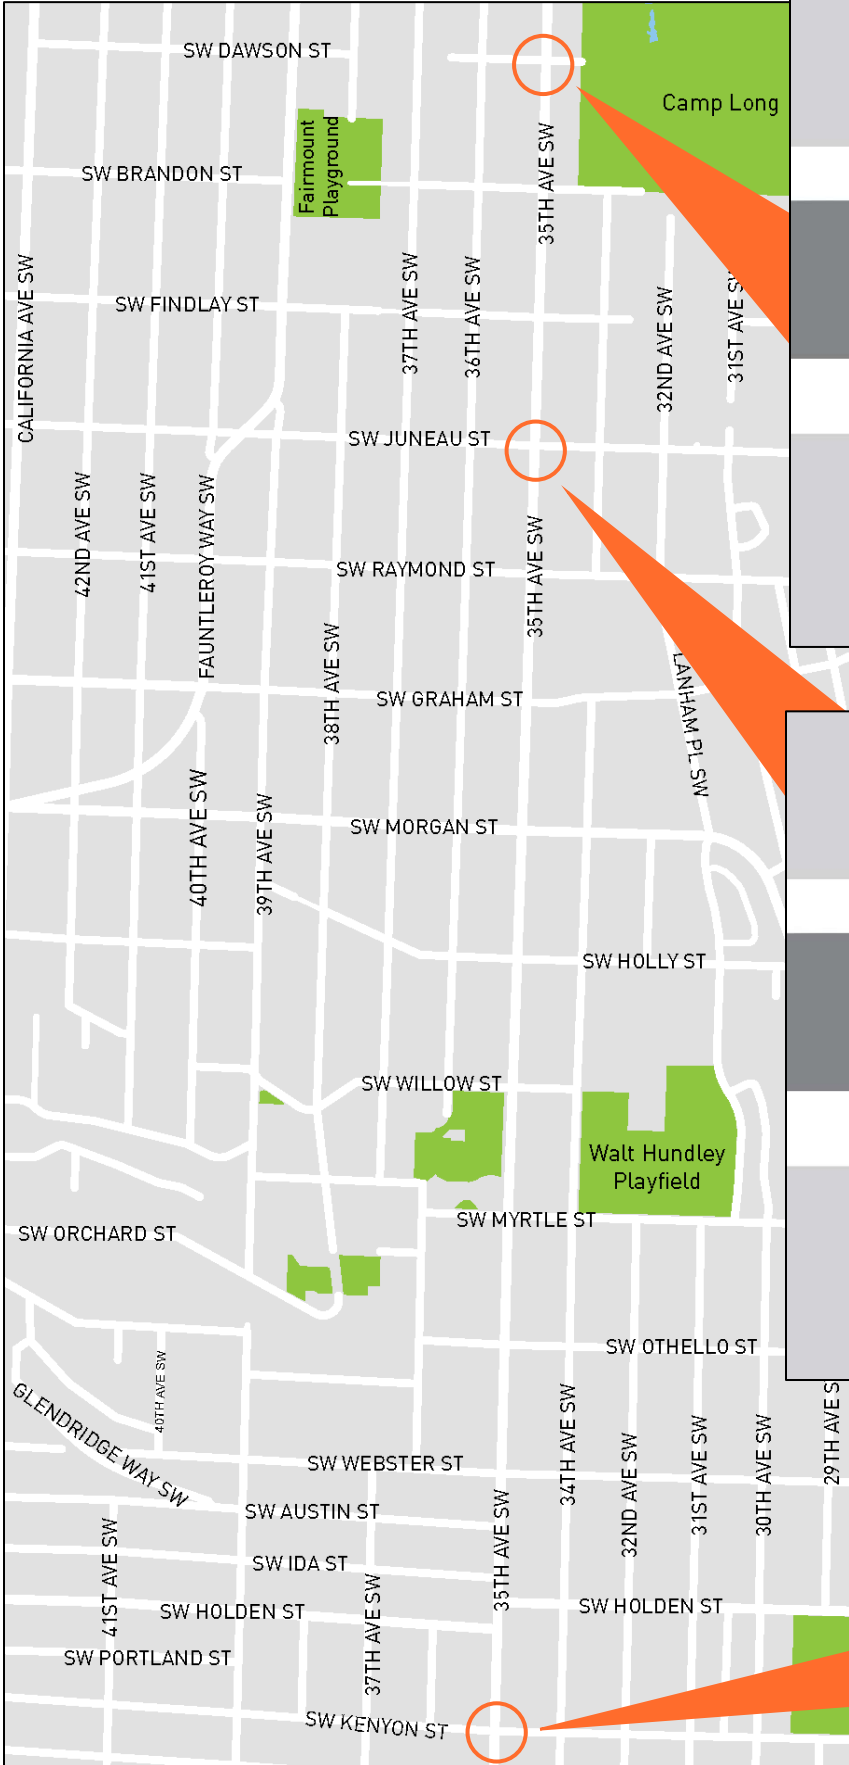 SW DAWSON ST
Camp Long
Fairmount
Playground
35TH AVE SW
SW BRANDON ST
CALIFORNIA AVE SW
37TH AVE SW
36TH AVE SW
32ND AVE SW
31ST AVE SW
SW FINDLAY ST
SW JUNEAU ST
42ND AVE SW
41ST AVE SW
FAUNTLEROY WAY SW
35TH AVE SW
SW RAYMOND ST
38TH AVE SW
LANHAM PL SW
SW GRAHAM ST
40TH AVE SW
39TH AVE SW
SW MORGAN ST
SW HOLLY ST
SW WILLOW ST
Walt Hundley
Playfield
SW MYRTLE ST
SW ORCHARD ST
SW OTHELLO ST
40TH AVE SW
GLENDRIDGE WAY SW
34TH AVE SW
32ND AVE SW
31ST AVE SW
30TH AVE SW
29TH AVE S
SW WEBSTER ST
35TH AVE SW
SW AUSTIN ST
41ST AVE SW
SW IDA ST
37TH AVE SW
SW HOLDEN ST
SW HOLDEN ST
SW PORTLAND ST
SW KENYON ST